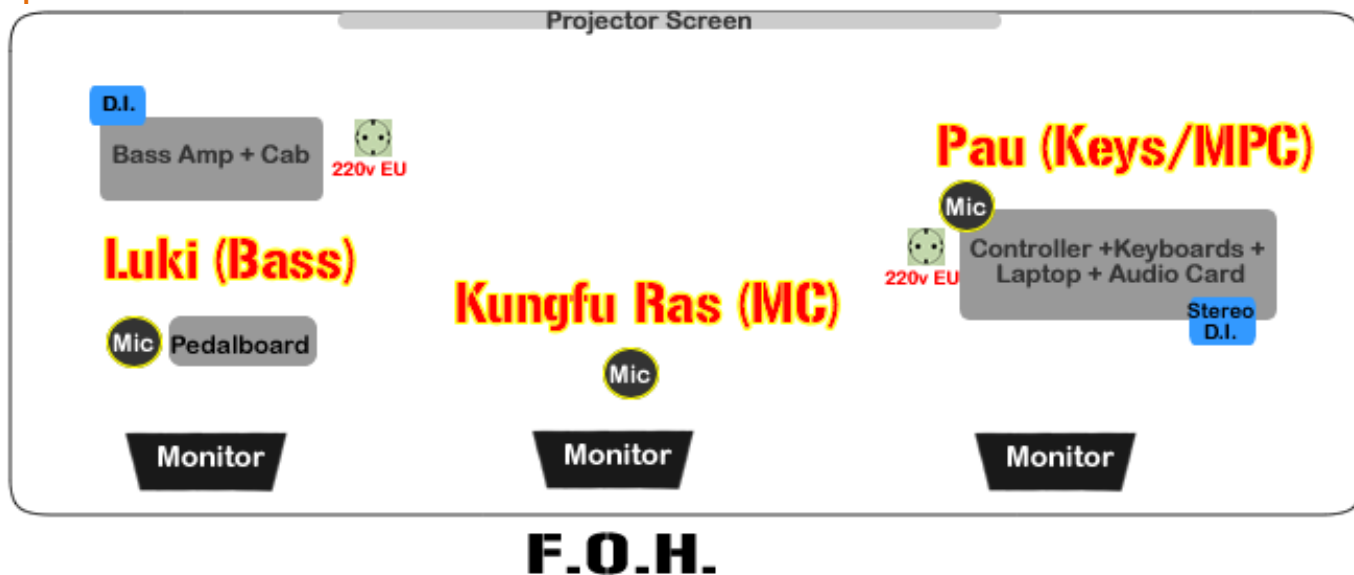 Projector Screen
D.I.
Bass Amp + Cab
220v EU
Pau (Keys/MPC)
Mic
Controller +Keyboards +
Laptop + Audio Card
220v EU
Stereo
D.I.
Luki (Bass)
Kungfu Ras (MC)
Mic
Pedalboard
Mic
Monitor
Monitor
Monitor
F.O.H.